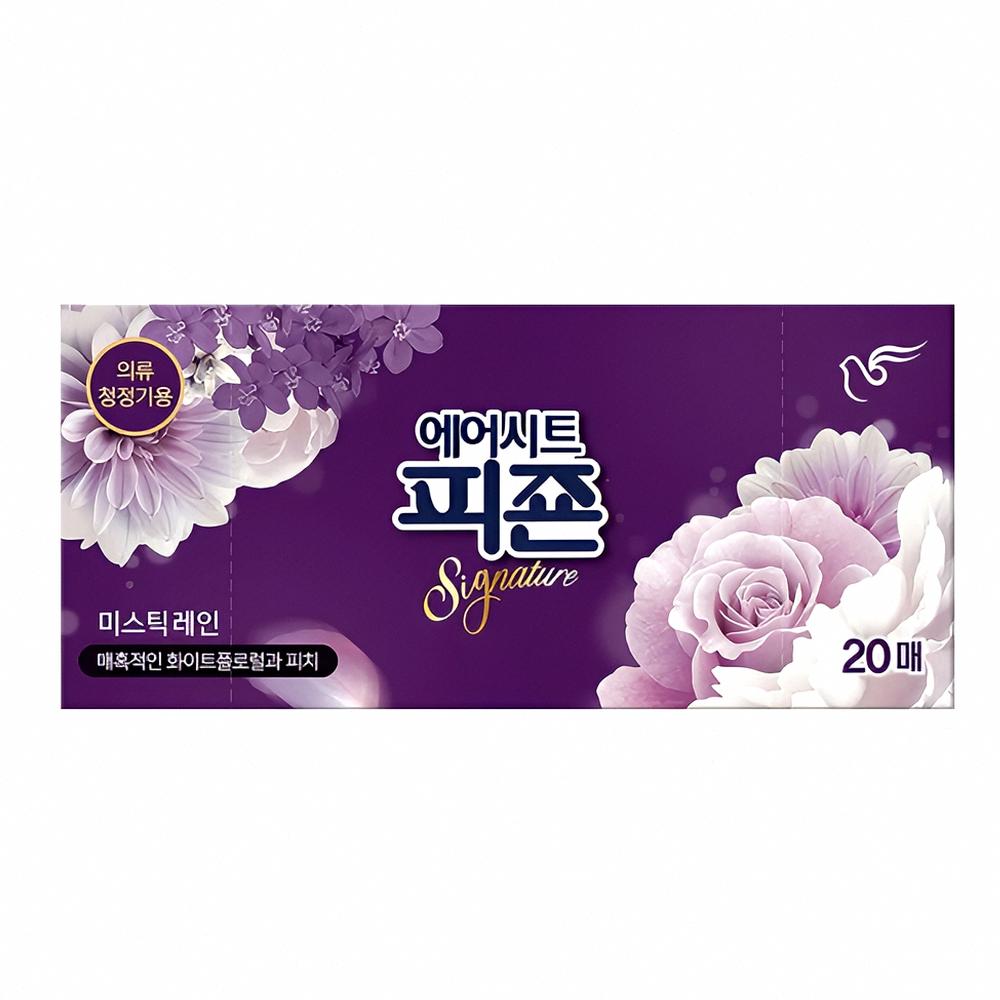 의류
청정기용
에어시트
피죤
Signature
미스틱 레인
매혹적인 화이트플로럴과 피치
20매